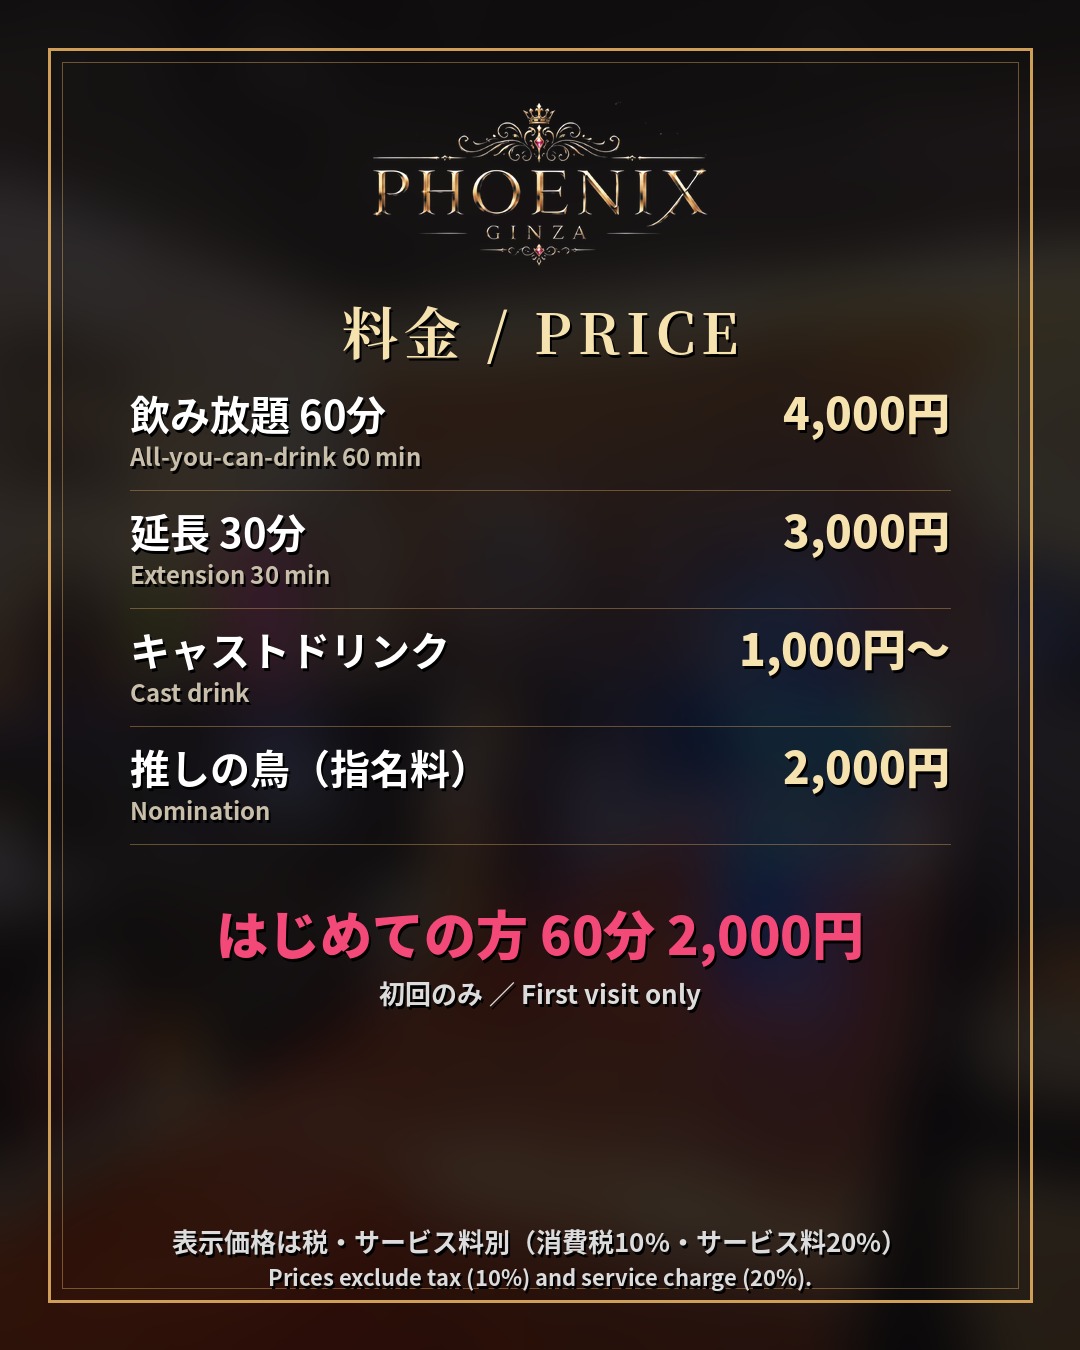 PHOENIX
GINZA
料金 / PRICE
飲み放題 60分 4,000円
All-you-can-drink 60 min
延長 30分 3,000円
Extension 30 min
キャストドリンク 1,000円〜
Cast drink
推しの鳥（指名料） 2,000円
Nomination
はじめての方 60分 2,000円
初回のみ ／ First visit only
表示価格は税・サービス料別（消費税10%・サービス料20%）
Prices exclude tax (10%) and service charge (20%).